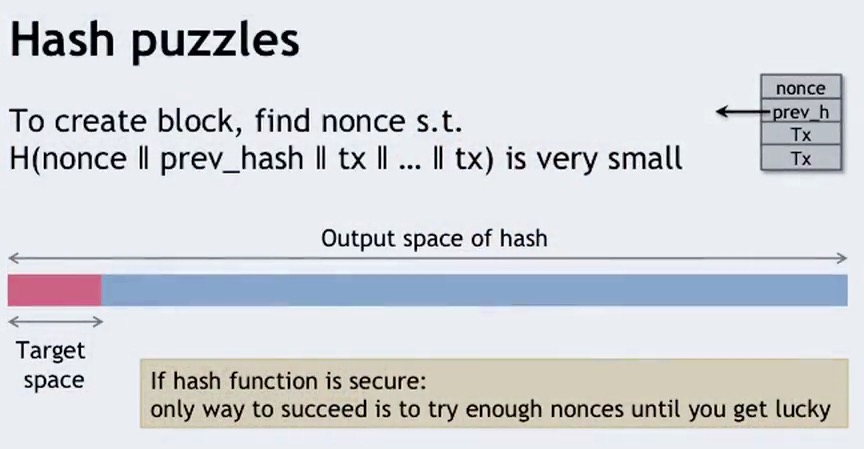 Hash puzzles
To create block, find nonce s.t.
H(nonce ‖ prev_hash ‖ tx ‖ … ‖ tx) is very small
nonce
prev_h
Tx
Tx
Output space of hash
Target
space
If hash function is secure:
only way to succeed is to try enough nonces until you get lucky